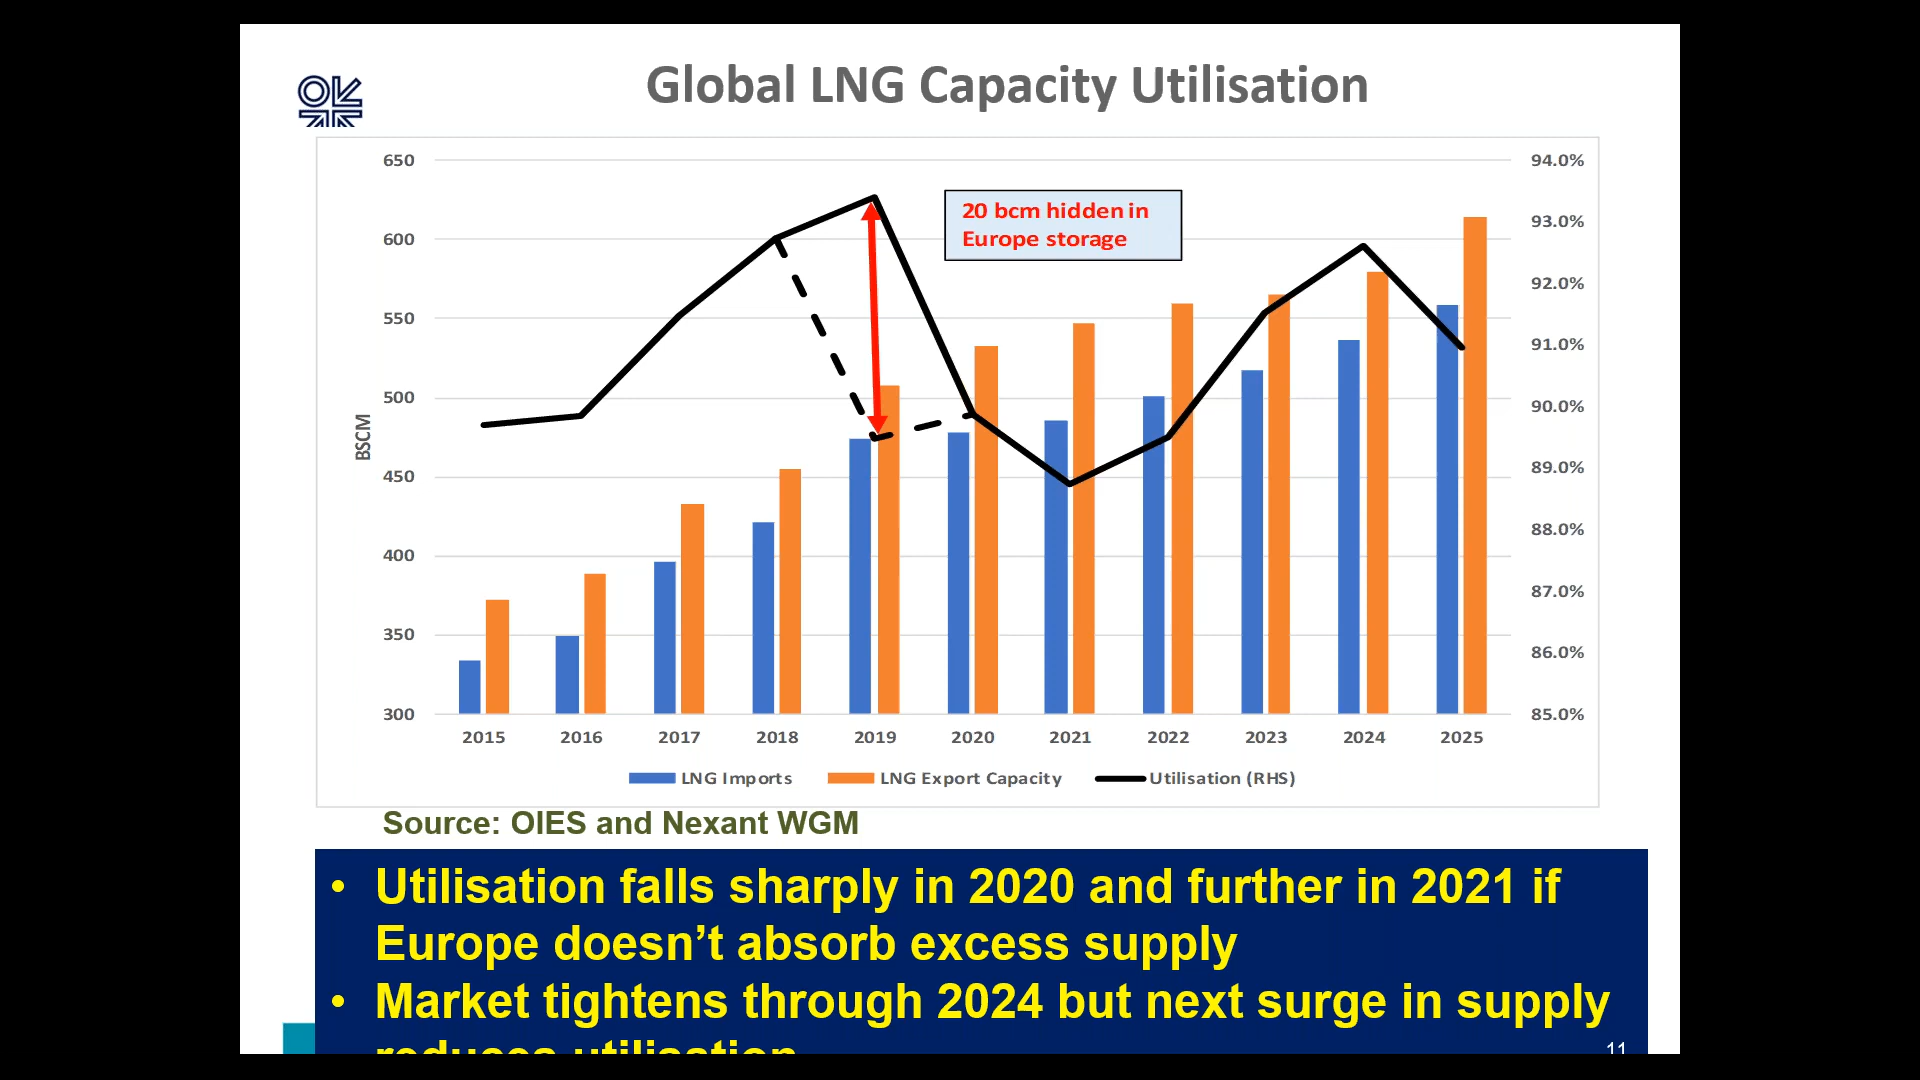 Global LNG Capacity Utilisation
650
600
550
500
450
400
350
300
BSCM
94.0%
93.0%
92.0%
91.0%
90.0%
89.0%
88.0%
87.0%
86.0%
85.0%
20 bcm hidden in
Europe storage
2015 2016 2017 2018 2019 2020 2021 2022 2023 2024 2025
LNG Imports LNG Export Capacity Utilisation (RHS)
Source: OIES and Nexant WGM
• Utilisation falls sharply in 2020 and further in 2021 if
Europe doesn’t absorb excess supply
• Market tightens through 2024 but next surge in supply
reduces utilisation
11